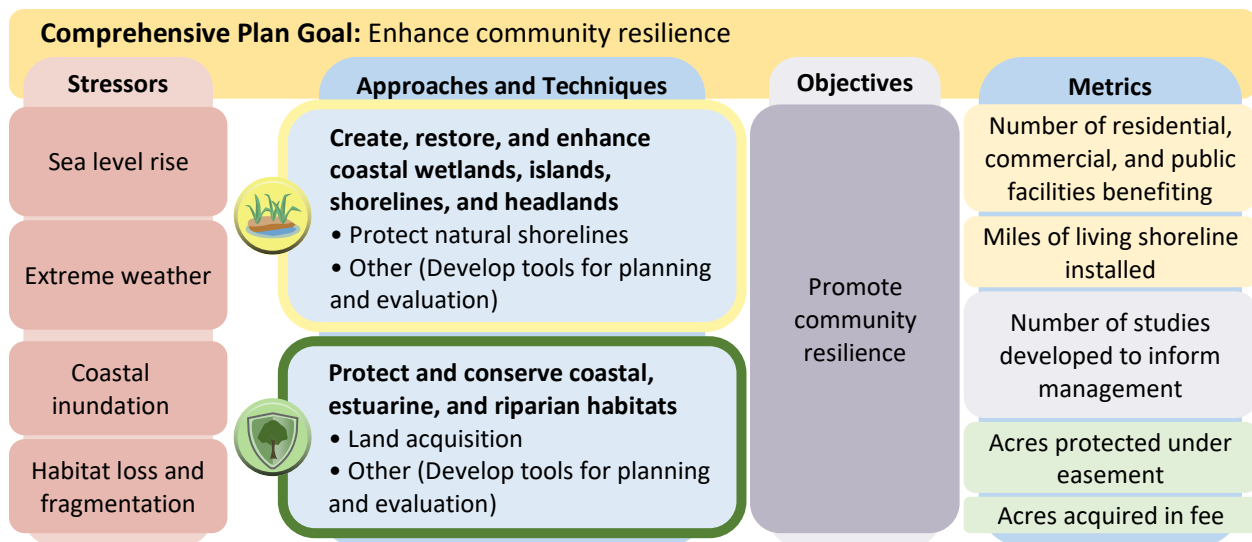 Comprehensive Plan Goal: Enhance community resilience
Stressors
Sea level rise
Extreme weather
Coastal
inundation
Habitat loss and
fragmentation
Approaches and Techniques
Create, restore, and enhance
coastal wetlands, islands,
shorelines, and headlands
• Protect natural shorelines
• Other (Develop tools for planning
and evaluation)
Protect and conserve coastal,
estuarine, and riparian habitats
• Land acquisition
• Other (Develop tools for planning
and evaluation)
Objectives
Promote
community
resilience
Metrics
Number of residential,
commercial, and public
facilities benefiting
Miles of living shoreline
installed
Number of studies
developed to inform
management
Acres protected under
easement
Acres acquired in fee